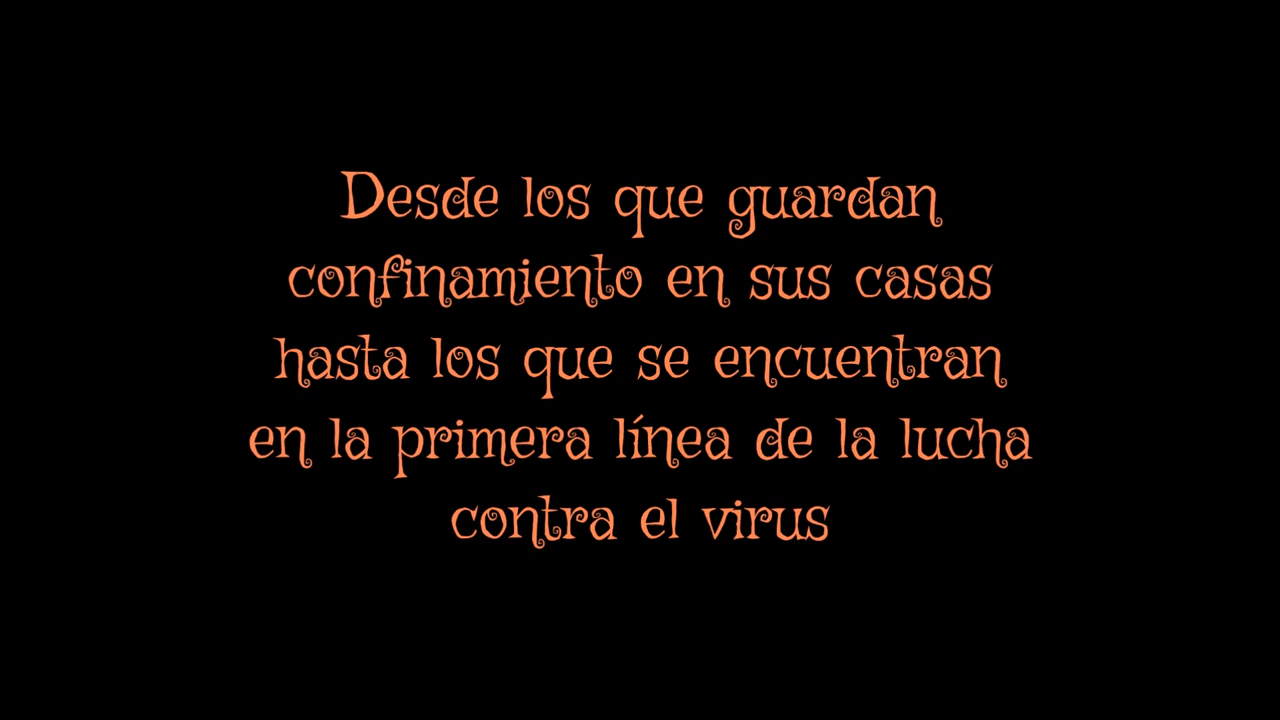 Desde los que guardan
confinamiento en sus casas
hasta los que se encuentran
en la primera línea de la lucha
contra el virus